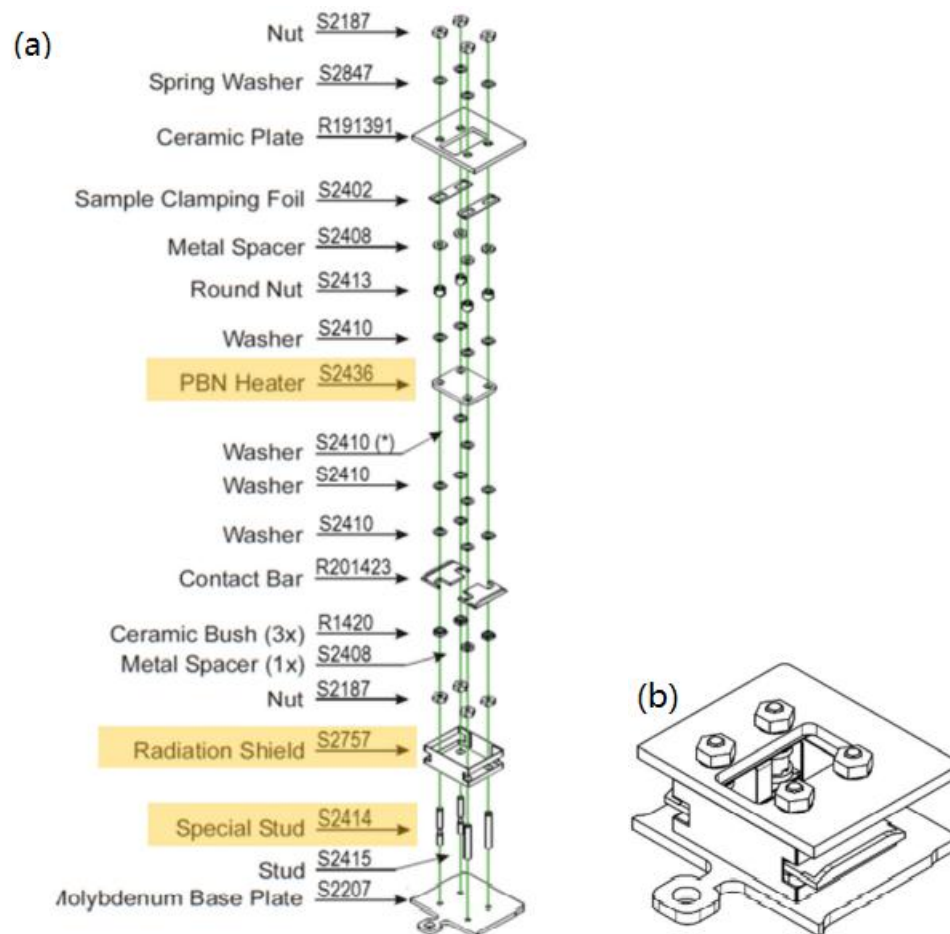 (a)
Nut S2187
Spring Washer S2847
Ceramic Plate R191391
Sample Clamping Foil S2402
Metal Spacer S2408
Round Nut S2413
Washer S2410
PBN Heater S2436
Washer S2410 (*)
Washer S2410
Washer S2410
Contact Bar R201423
Ceramic Bush (3x) R1420
Metal Spacer (1x) S2408
Nut S2187
Radiation Shield S2757
Special Stud S2414
Stud S2415
Molybdenum Base Plate S2207
(b)